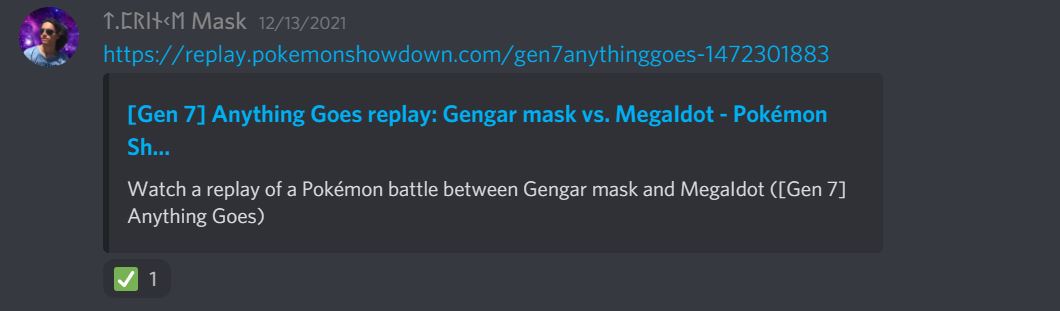 ᛏ.ᛈᚱᛁᚾᚲᛖ Mask 12/13/2021
https://replay.pokemonshowdown.com/gen7anythinggoes-1472301883
[Gen 7] Anything Goes replay: Gengar mask vs. Megaldot - Pokémon
Sh...
Watch a replay of a Pokémon battle between Gengar mask and Megaldot ([Gen 7]
Anything Goes)
1